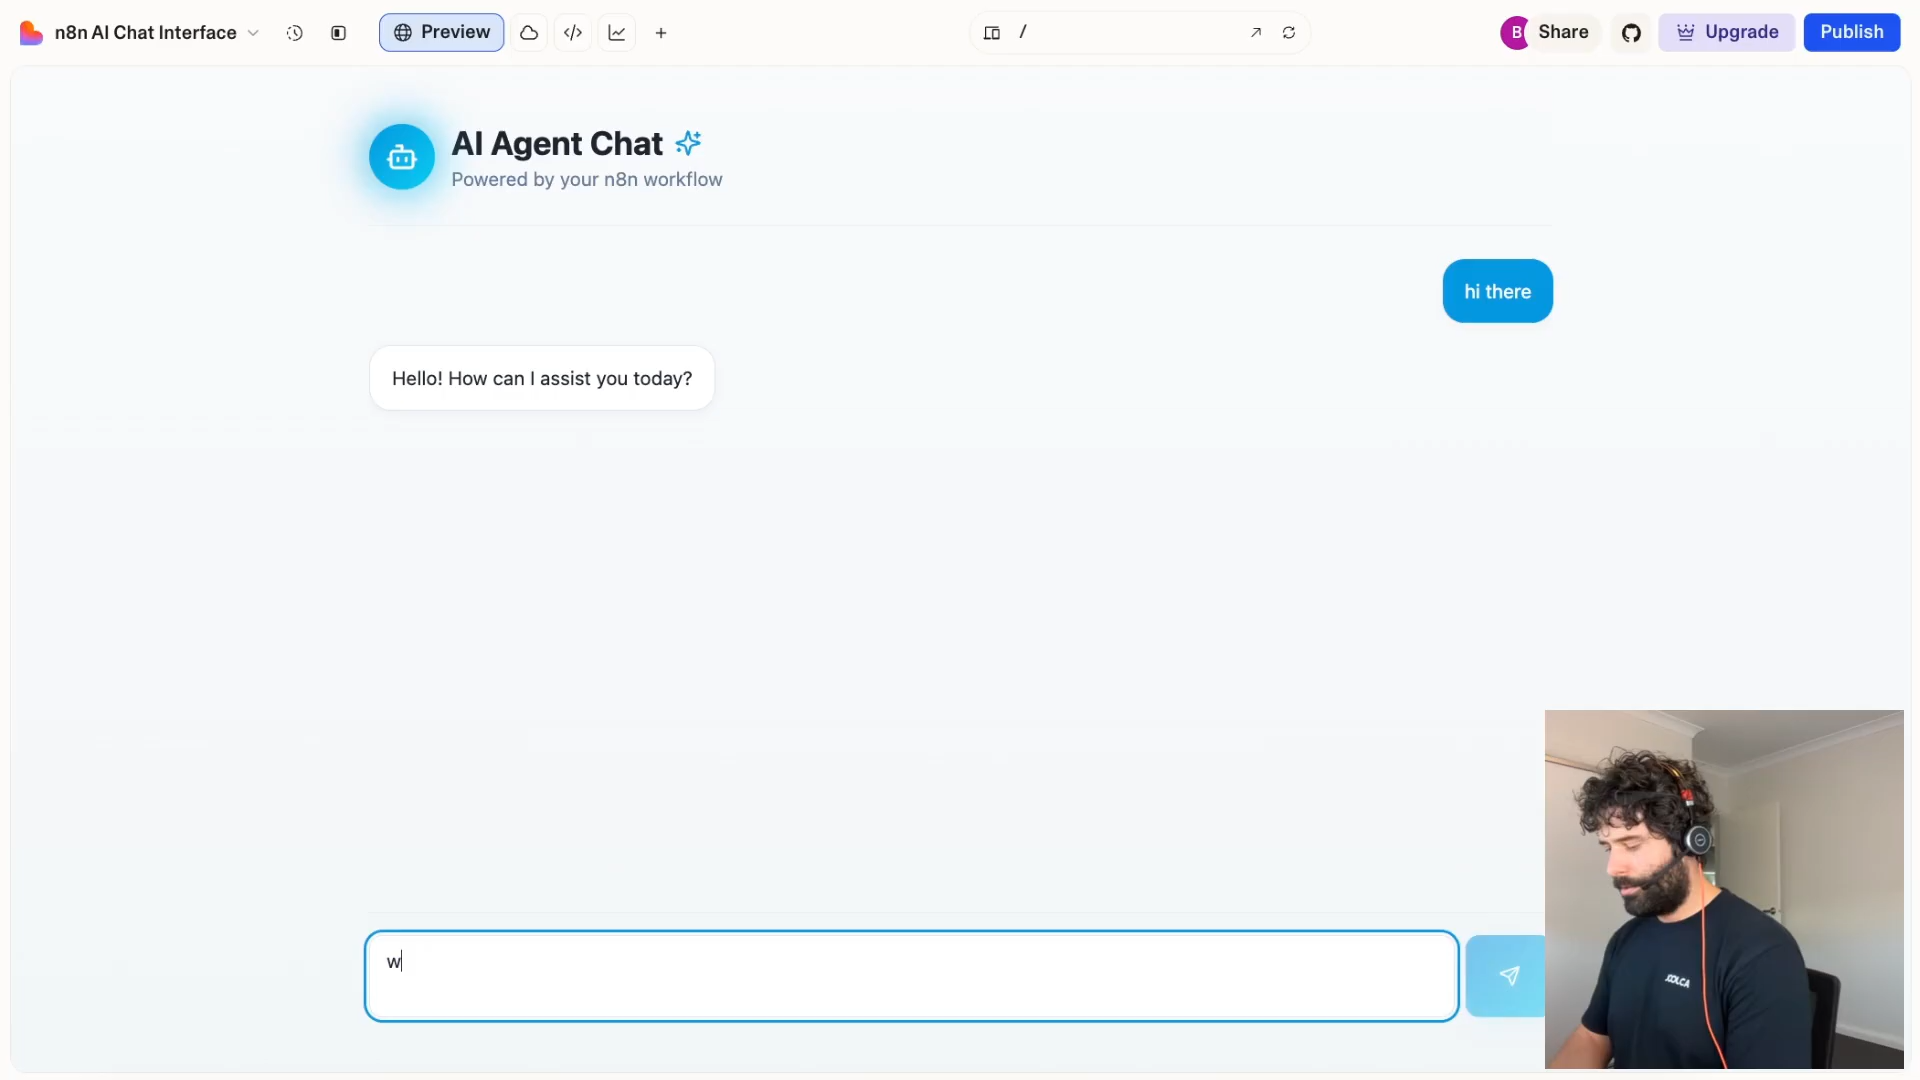 n8n AI Chat Interface
Preview
/
B
Share
Upgrade
Publish
AI Agent Chat
Powered by your n8n workflow
hi there
Hello! How can I assist you today?
w